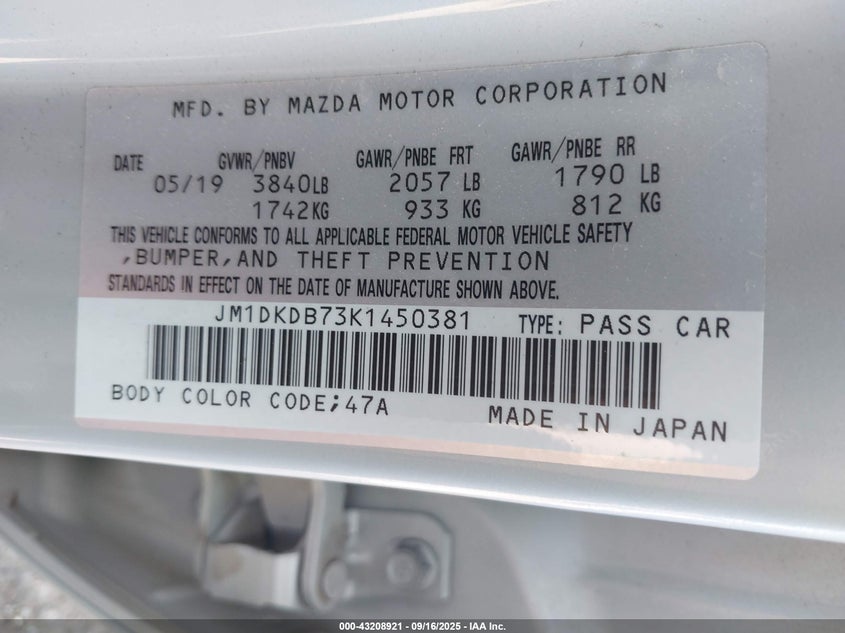 MFD. BY MAZDA MOTOR CORPORATION
DATE GVWR/PNBV GAWR/PNBE FRT GAWR/PNBE RR
05/19 3840LB 2057 LB 1790 LB
1742KG 933 KG 812 KG
THIS VEHICLE CONFORMS TO ALL APPLICABLE FEDERAL MOTOR VEHICLE SAFETY
,BUMPER,AND THEFT PREVENTION
STANDARDS IN EFFECT ON THE DATE OF MANUFACTURE SHOWN ABOVE.
JM1DKDB73K1450381 TYPE: PASS CAR
BODY COLOR CODE;47A MADE IN JAPAN
000-43208921 - 09/16/2025 - IAA Inc.